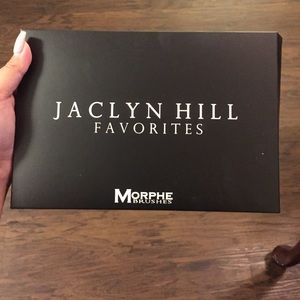 JACLYN HILL
FAVORITES
MORPHE
BRUSHES